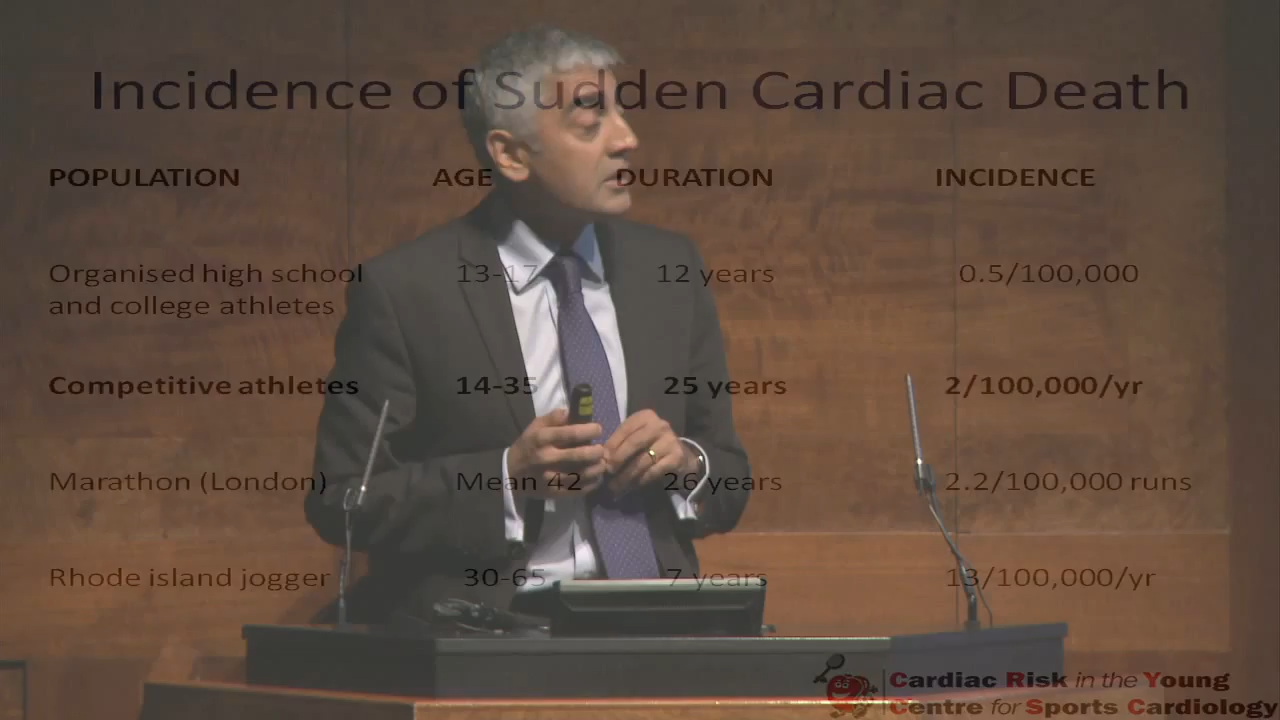 Incidence of Sudden Cardiac Death
POPULATION AGE DURATION INCIDENCE
Organised high school 13-17 12 years 0.5/100,000
and college athletes
Competitive athletes 14-35 25 years 2/100,000/yr
Marathon (London) Mean 42 26 years 2.2/100,000 runs
Rhode island jogger 30-65 7 years 13/100,000/yr
Cardiac Risk in the Young
Centre for Sports Cardiology